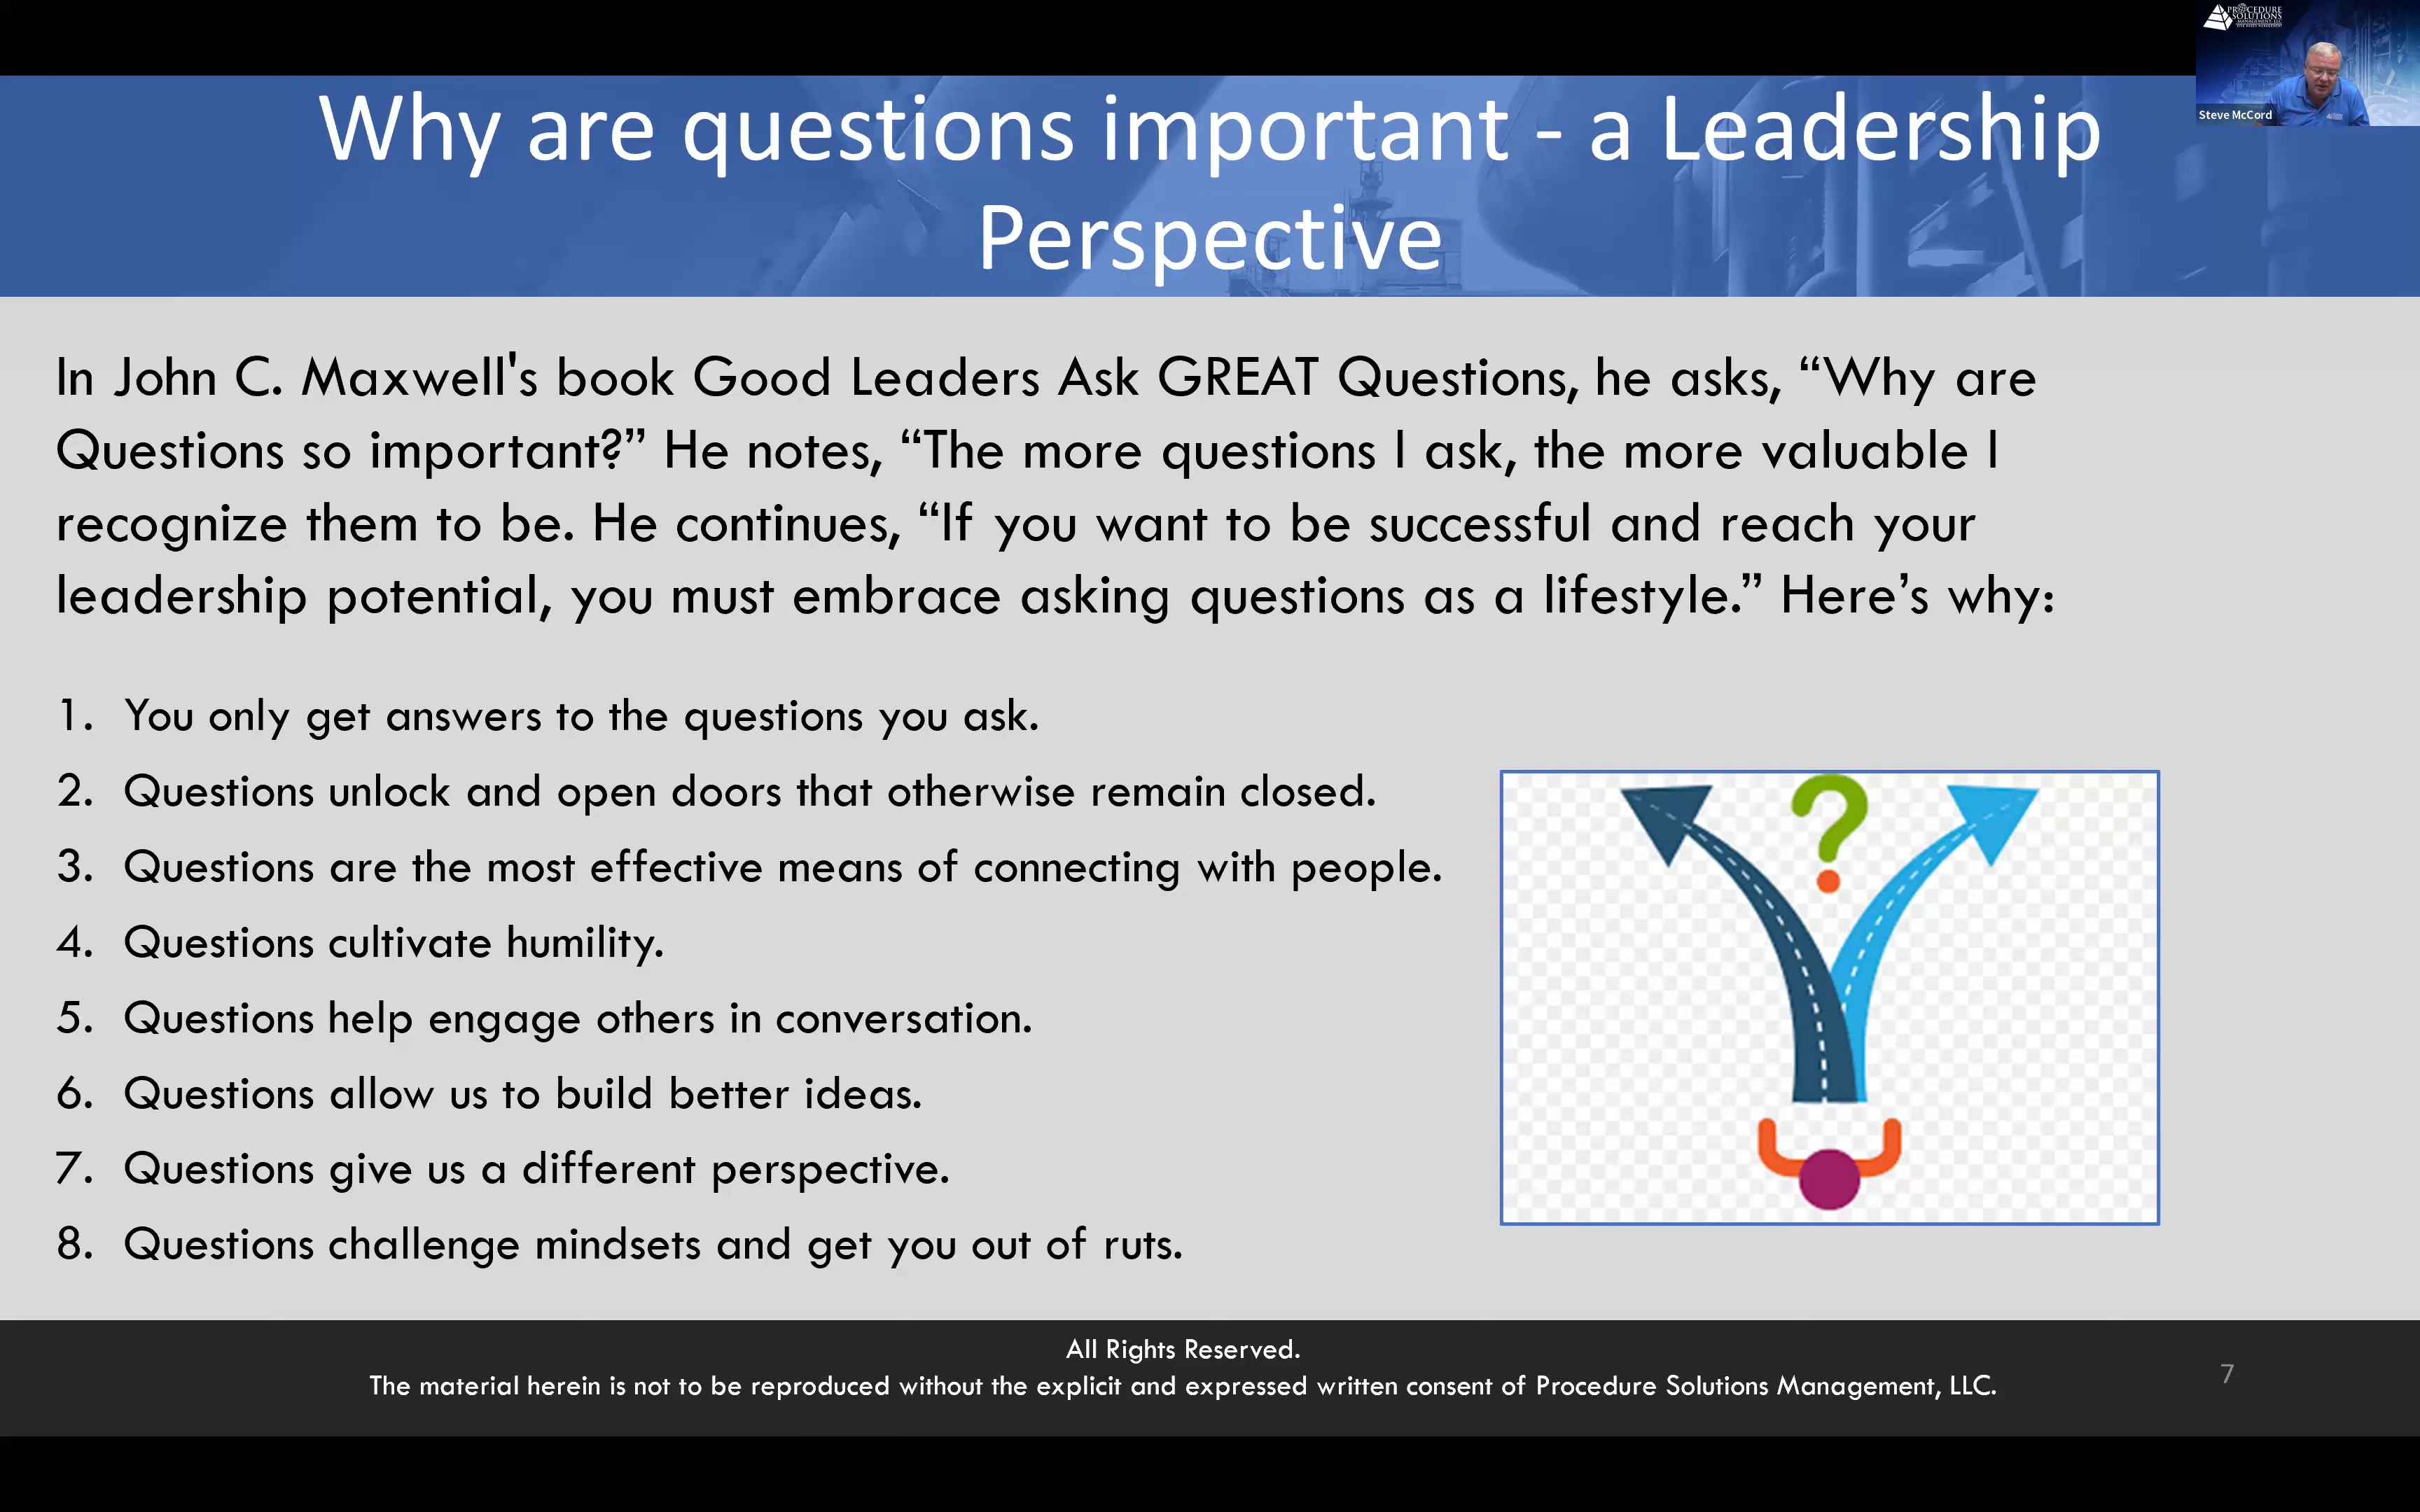 PROCEDURE
SOLUTIONS
MANAGEMENT, LLC
Steve McCord
Why are questions important - a Leadership
Perspective
In John C. Maxwell's book Good Leaders Ask GREAT Questions, he asks, “Why are
Questions so important?” He notes, “The more questions I ask, the more valuable I
recognize them to be. He continues, “If you want to be successful and reach your
leadership potential, you must embrace asking questions as a lifestyle.” Here’s why:
1. You only get answers to the questions you ask.
2. Questions unlock and open doors that otherwise remain closed.
3. Questions are the most effective means of connecting with people.
4. Questions cultivate humility.
5. Questions help engage others in conversation.
6. Questions allow us to build better ideas.
7. Questions give us a different perspective.
8. Questions challenge mindsets and get you out of ruts.
?
All Rights Reserved.
The material herein is not to be reproduced without the explicit and expressed written consent of Procedure Solutions Management, LLC.
7